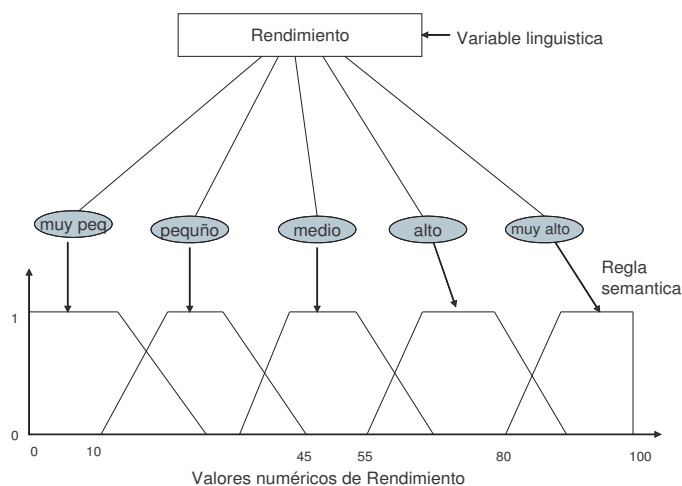 Rendimiento
Variable linguistica
muy peq
pequño
medio
alto
muy alto
Regla
semantica
1
0
0
10
45
55
80
100
Valores numéricos de Rendimiento